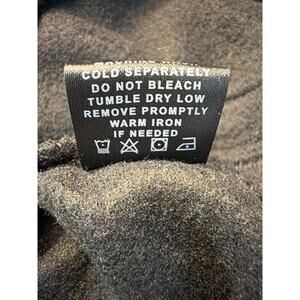 COLD SEPARATELY
DO NOT BLEACH
TUMBLE DRY LOW
REMOVE PROMPTLY
WARM IRON
IF NEEDED